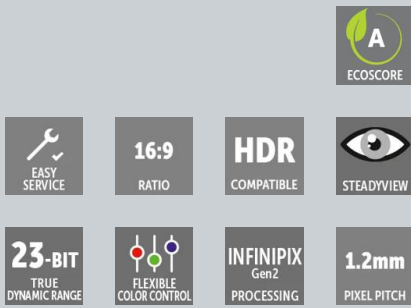 A
ECOSCORE
EASY
SERVICE
16:9
RATIO
HDR
COMPATIBLE
STEADYVIEW
23-BIT
TRUE
DYNAMIC RANGE
FLEXIBLE
COLOR CONTROL
INFINIPIX
Gen2
PROCESSING
1.2mm
PIXEL PITCH